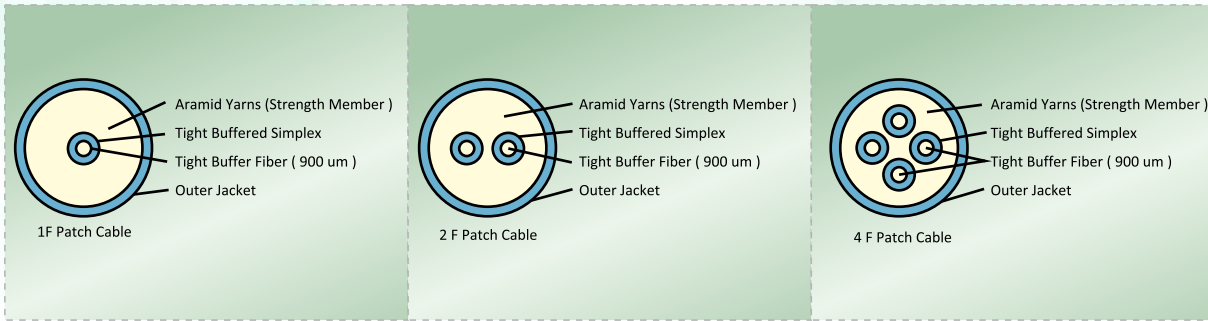 Aramid Yarns (Strength Member )
Tight Buffered Simplex
Tight Buffer Fiber ( 900 um )
Outer Jacket
1F Patch Cable
Aramid Yarns (Strength Member )
Tight Buffered Simplex
Tight Buffer Fiber ( 900 um )
Outer Jacket
2 F Patch Cable
Aramid Yarns (Strength Member )
Tight Buffered Simplex
Tight Buffer Fiber ( 900 um )
Outer Jacket
4 F Patch Cable